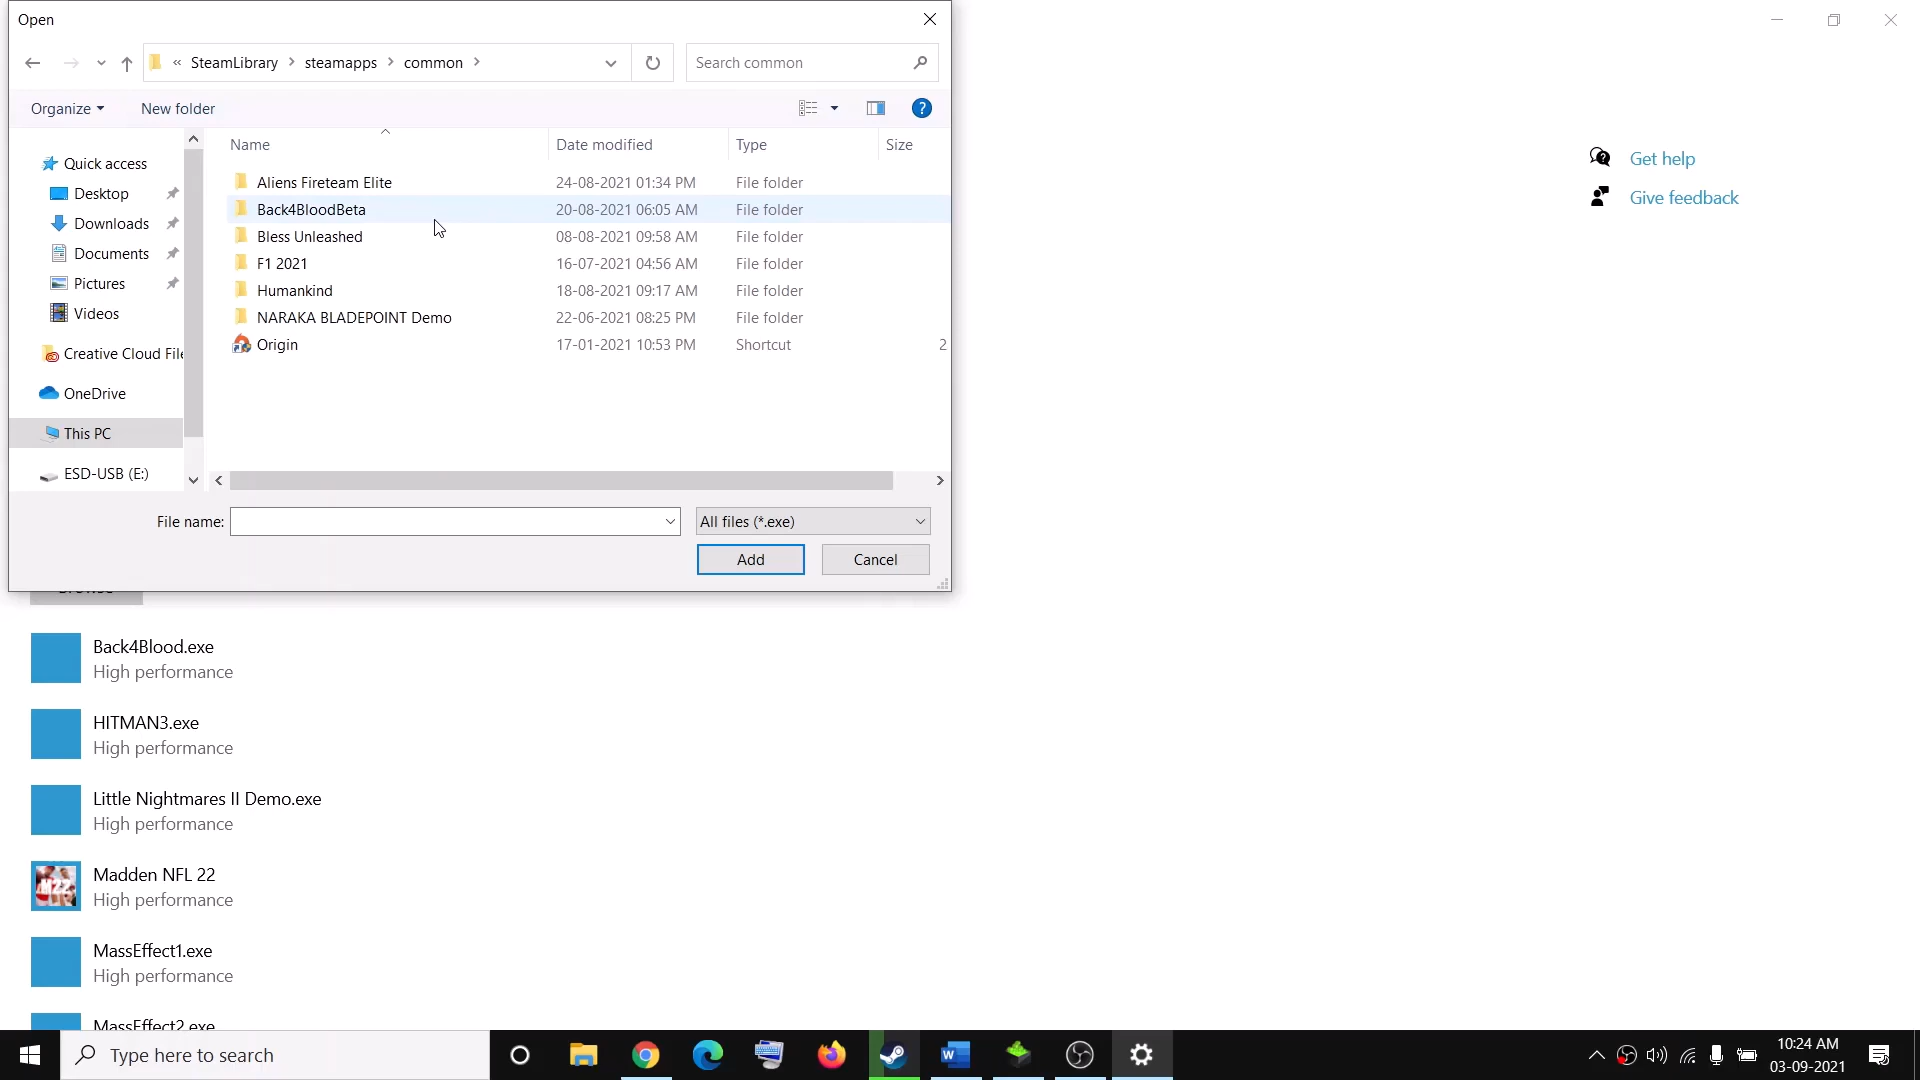 Open
« SteamLibrary > steamapps > common >
Search common
Organize
New folder
?
Name
Date modified
Type
Size
Quick access
Desktop
Downloads
Documents
Pictures
Videos
Creative Cloud File
OneDrive
This PC
ESD-USB (E:)
Aliens Fireteam Elite 24-08-2021 01:34 PM File folder
Back4BloodBeta 20-08-2021 06:05 AM File folder
Bless Unleashed 08-08-2021 09:58 AM File folder
F1 2021 16-07-2021 04:56 AM File folder
Humankind 18-08-2021 09:17 AM File folder
NARAKA BLADEPOINT Demo 22-06-2021 08:25 PM File folder
Origin 17-01-2021 10:53 PM Shortcut 2
File name:
All files (*.exe)
Add
Cancel
Get help
Give feedback
Browse
Back4Blood.exe
High performance
HITMAN3.exe
High performance
Little Nightmares II Demo.exe
High performance
Madden NFL 22
High performance
MassEffect1.exe
High performance
MassEffect2.exe
Type here to search
10:24 AM
03-09-2021